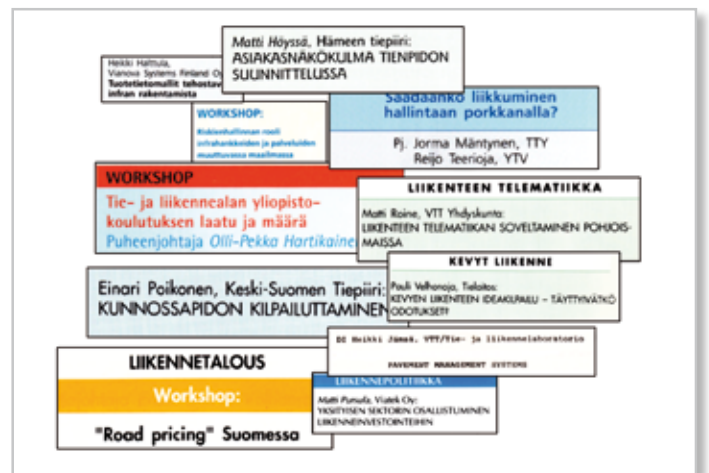 Matti Höyssä, Hämeen tiepiiri:
ASIAKASNÄKÖKULMA TIENPIDON
SUUNNITTELUSSA
Heikki Halttula,
Vianova Systems Finland Oy
Tuotetietomallit tehostav
infran rakentamista
WORKSHOP:
Riskienhallinnan rooli
infrahankkeiden ja palveluiden
muuttuvassa maailmassa
Saadaanko liikkuminen
hallintaan porkkanalla?
Pj. Jorma Mäntynen, TTY
Reijo Teerioja, YTV
WORKSHOP
Tie- ja liikennealan yliopisto-
koulutuksen laatu ja määrä
Puheenjohtaja Olli-Pekka Hartikaine
LIIKENTEEN TELEMATIIKKA
Matti Roine, VTT Yhdyskunta:
LIIKENTEEN TELEMATIIKAN SOVELTAMINEN POHJOIS-
MAISSA
KEVYT LIIKENNE
Pauli Velhonoja, Tielaitos:
KEVYEN LIIKENTEEN IDEAKILPAILU – TÄYTTYIVÄTKÖ
ODOTUKSET?
Einari Poikonen, Keski-Suomen Tiepiiri:
KUNNOSSAPIDON KILPAILUTTAMINEN
DI Heikki Jämsä, VTT/Tie- ja liikennelaboratorio
PAVEMENT MANAGEMENT SYSTEMS
LIIKENNETALOUS
Workshop:
"Road pricing" Suomessa
LIIKENNEPOLITIIKKA
Matti Pursula, Viatek Oy:
YKSITYISEN SEKTORIN OSALLISTUMINEN
LIIKENNEINVESTOINTEIHIN